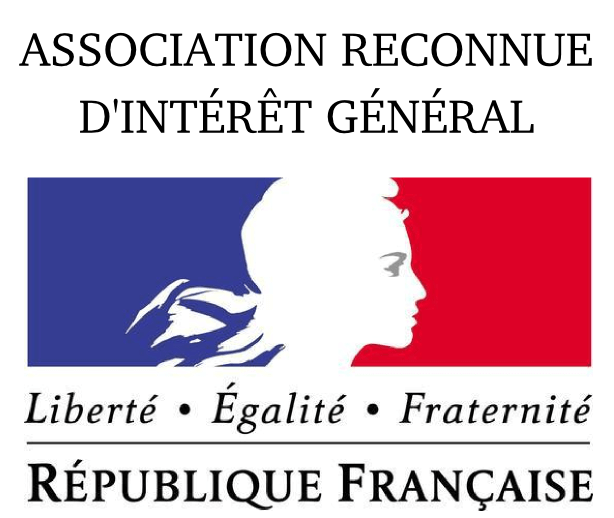 ASSOCIATION RECONNUE
D'INTÉRÊT GÉNÉRAL
Liberté • Égalité • Fraternité
RÉPUBLIQUE FRANÇAISE